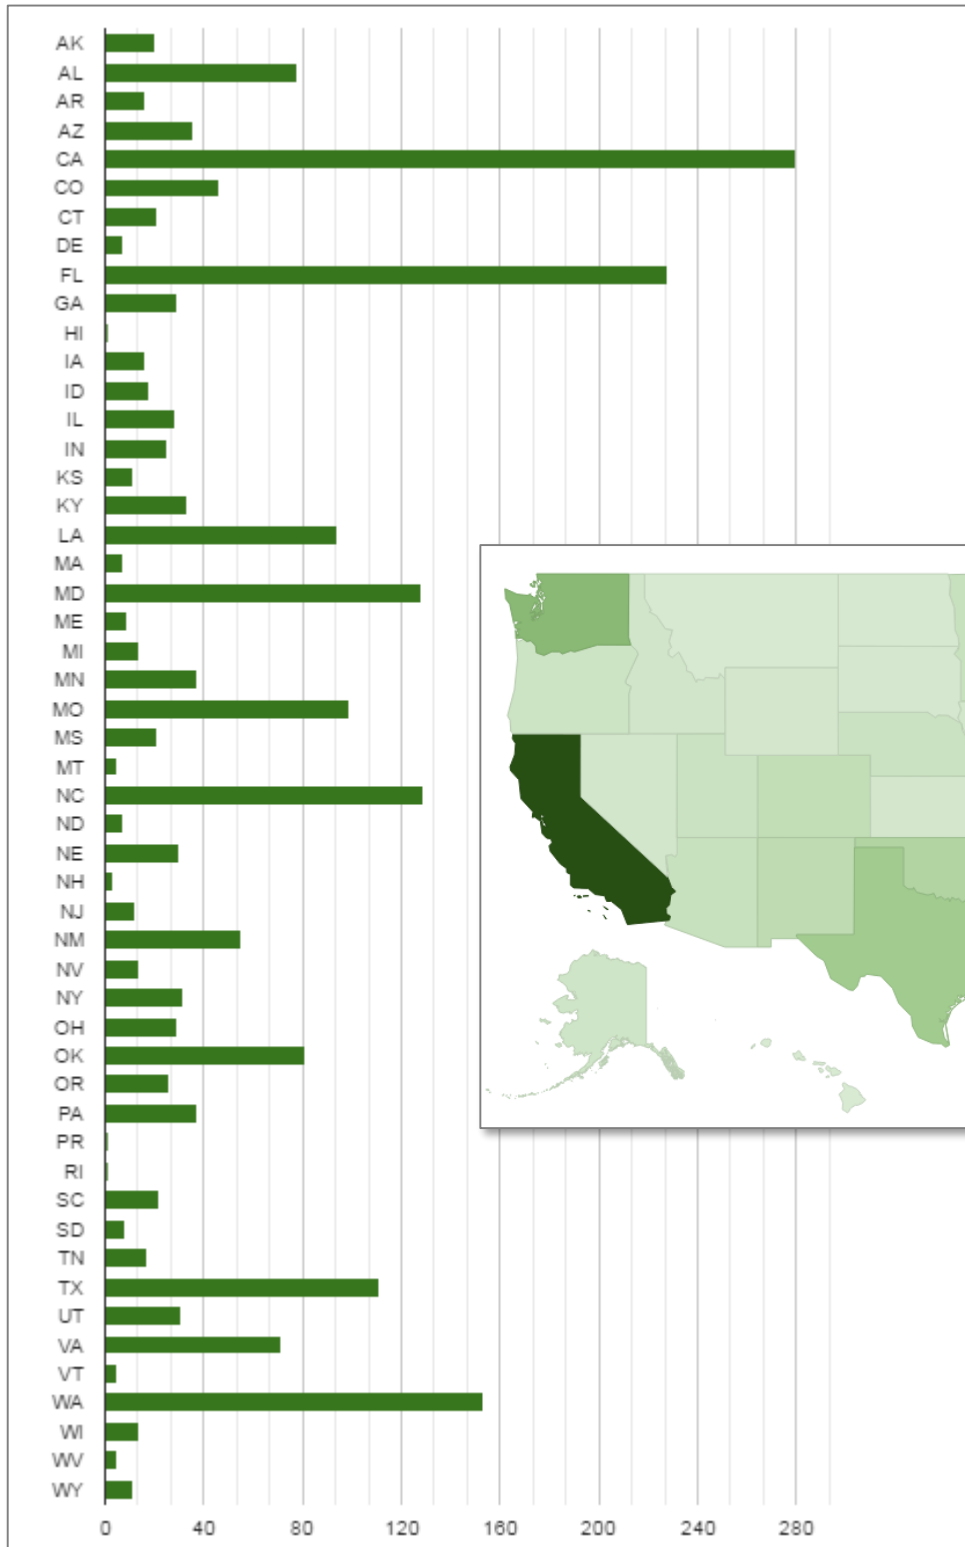 AK
AL
AR
AZ
CA
CO
CT
DE
FL
GA
HI
IA
ID
IL
IN
KS
KY
LA
MA
MD
ME
MI
MN
MO
MS
MT
NC
ND
NE
NH
NJ
NM
NV
NY
OH
OK
OR
PA
PR
RI
SC
SD
TN
TX
UT
VA
VT
WA
WI
WV
WY
0 40 80 120 160 200 240 280